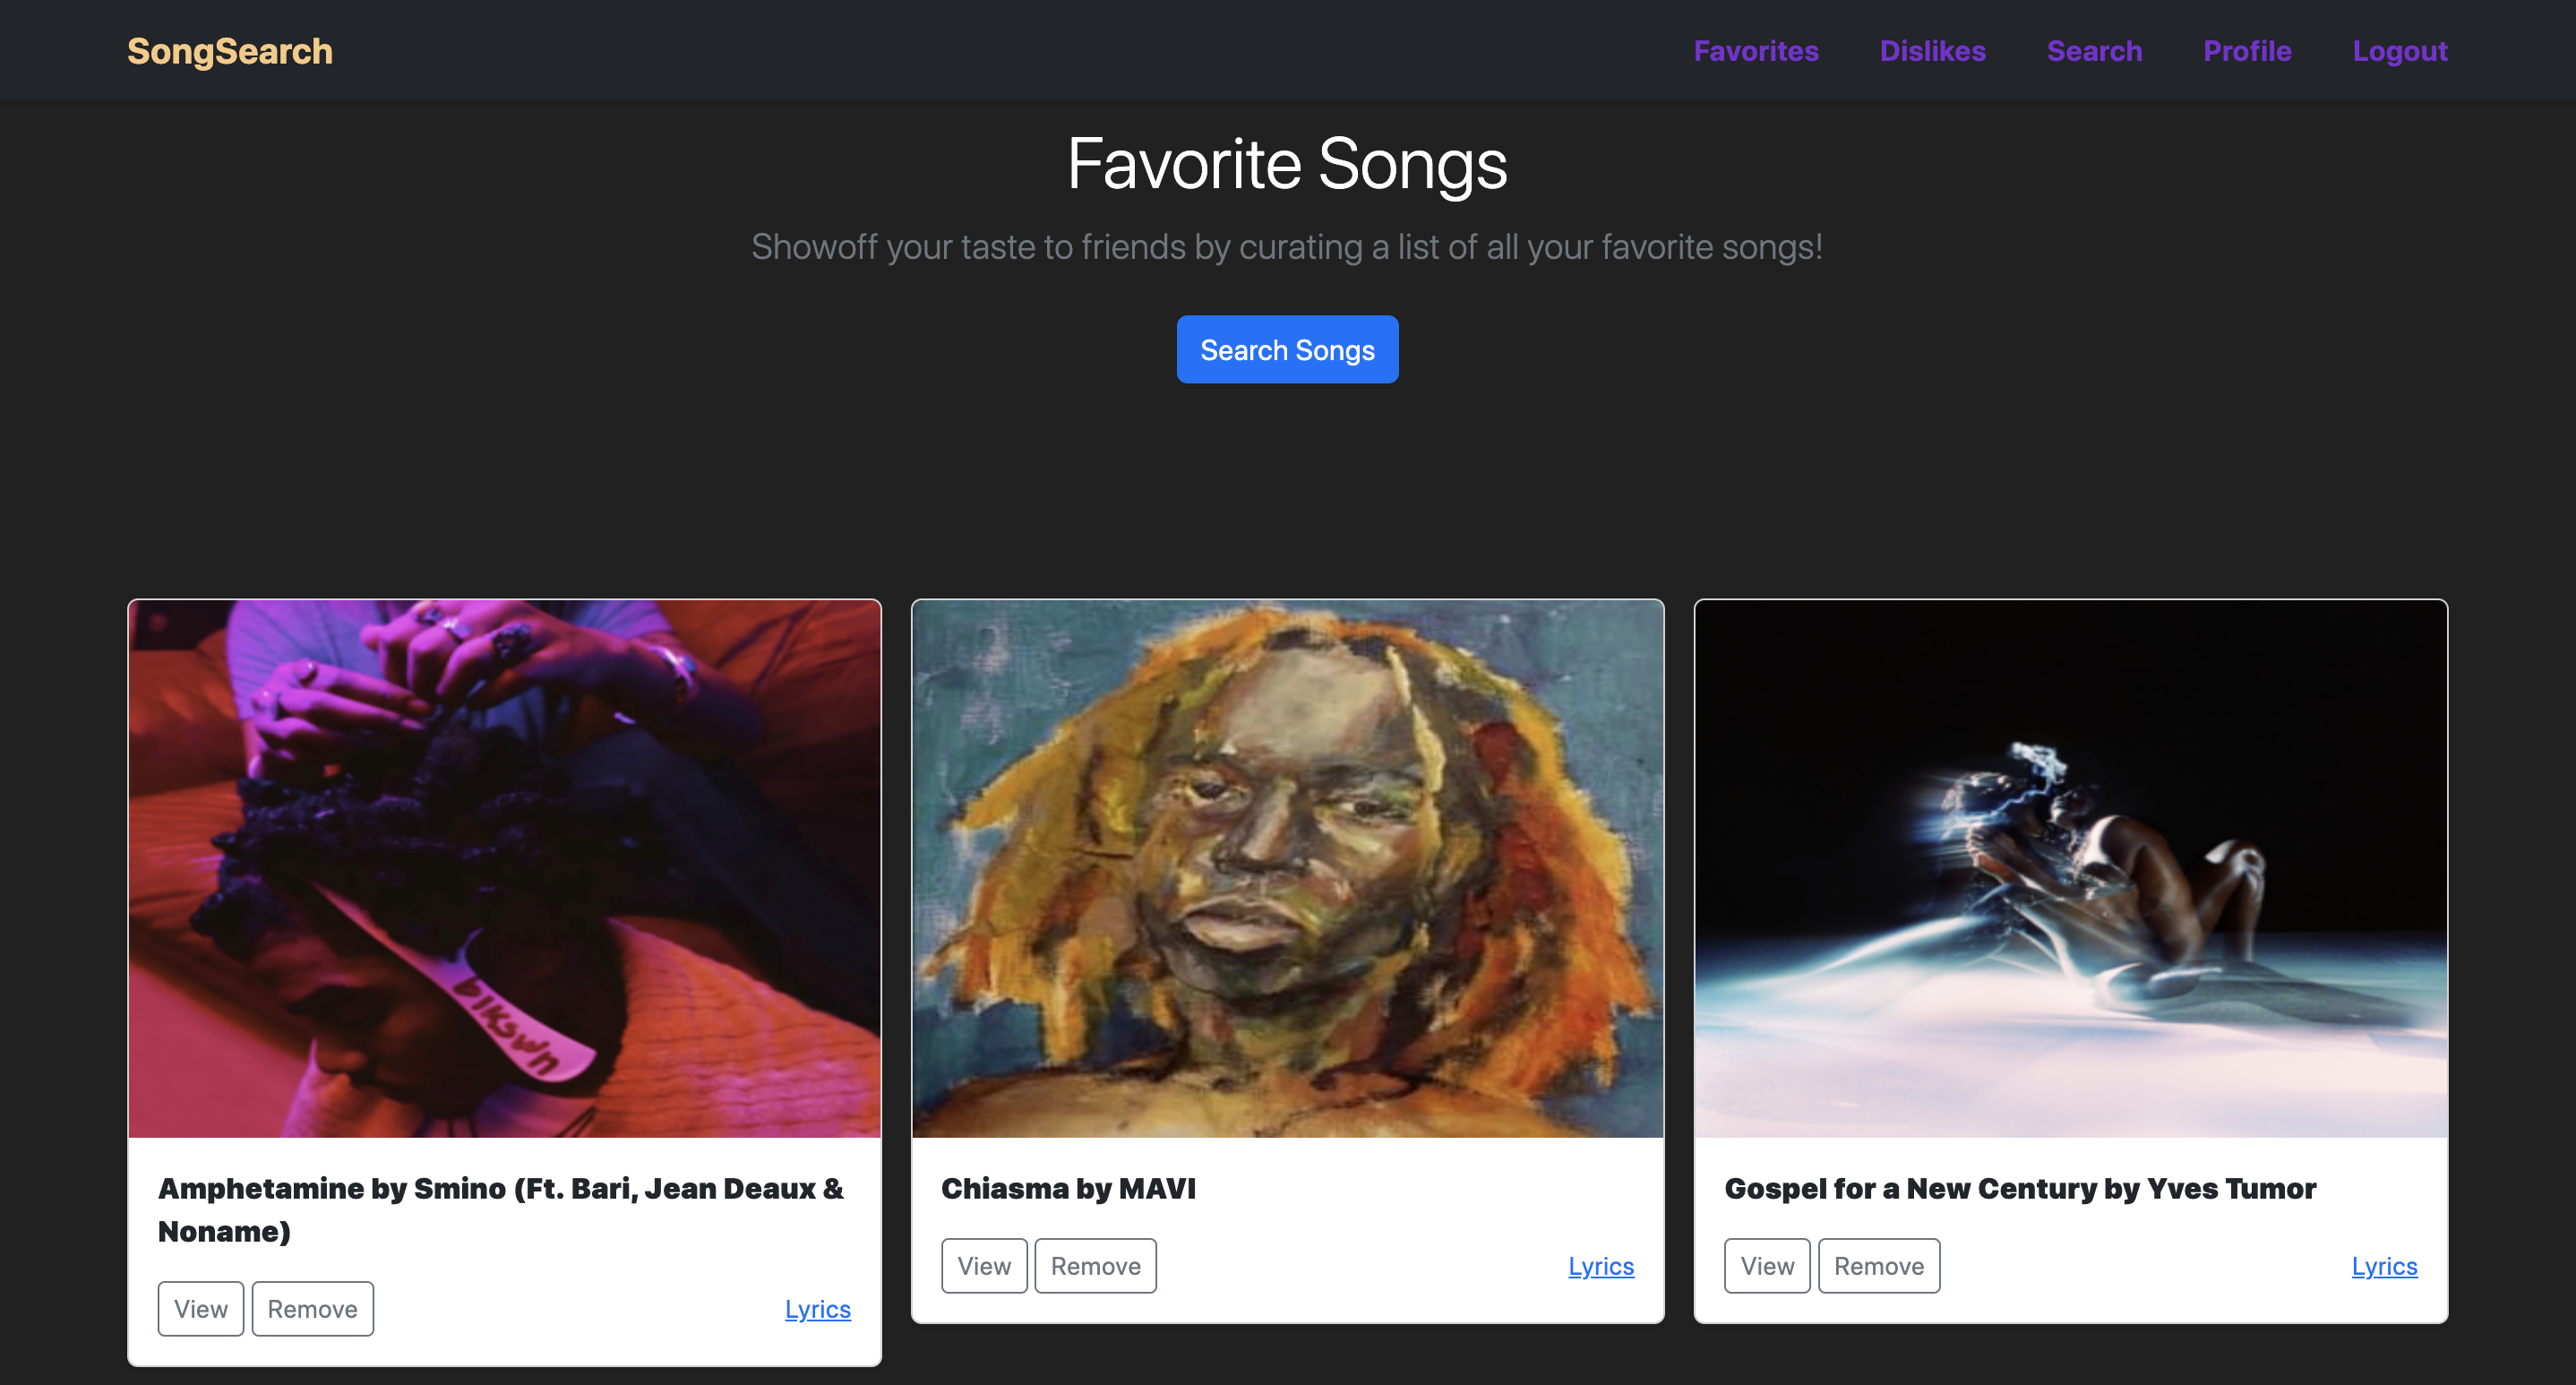 SongSearch
Favorites
Dislikes
Search
Profile
Logout
Favorite Songs
Showoff your taste to friends by curating a list of all your favorite songs!
Search Songs
blkswn
Amphetamine by Smino (Ft. Bari, Jean Deaux &
Noname)
View
Remove
Lyrics
Chiasma by MAVI
View
Remove
Lyrics
Gospel for a New Century by Yves Tumor
View
Remove
Lyrics